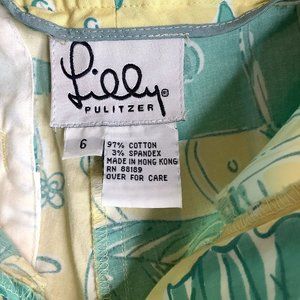 Lilly®
PULITZER
6
97% COTTON
3% SPANDEX
MADE IN HONG KONG
RN 88189
OVER FOR CARE